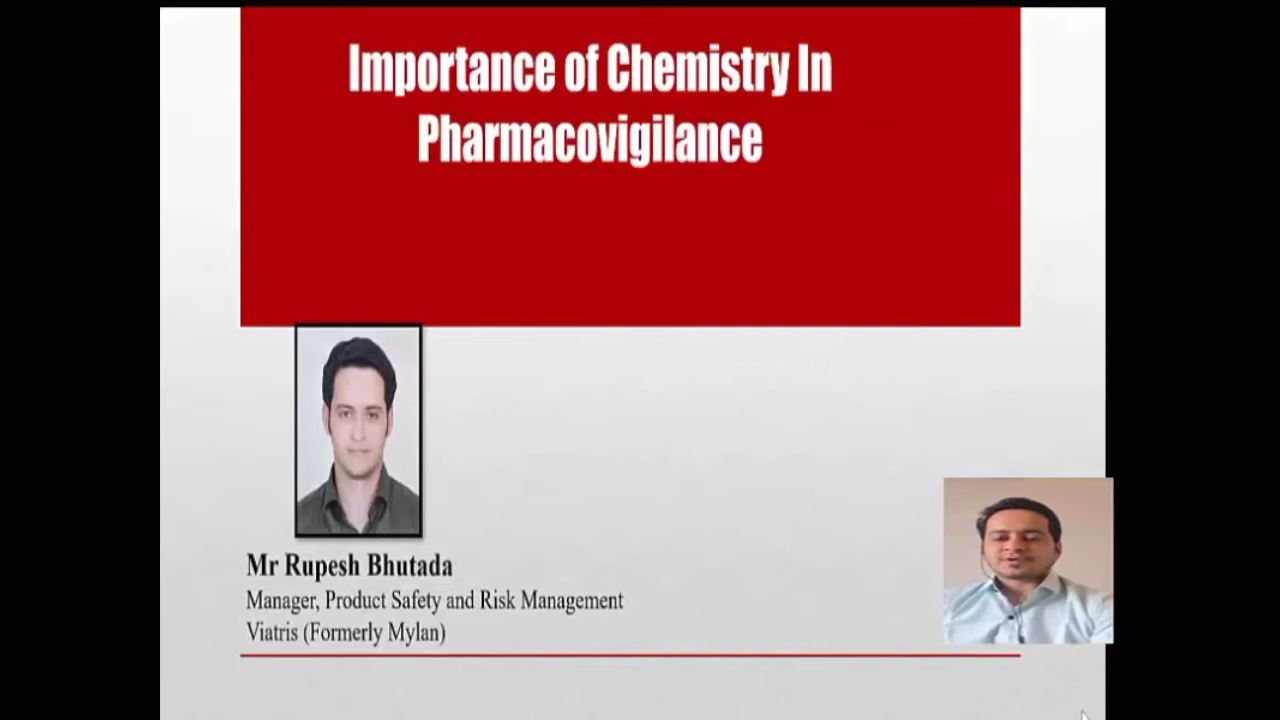 Importance of Chemistry In
Pharmacovigilance
Mr Rupesh Bhutada
Manager, Product Safety and Risk Management
Viatris (Formerly Mylan)